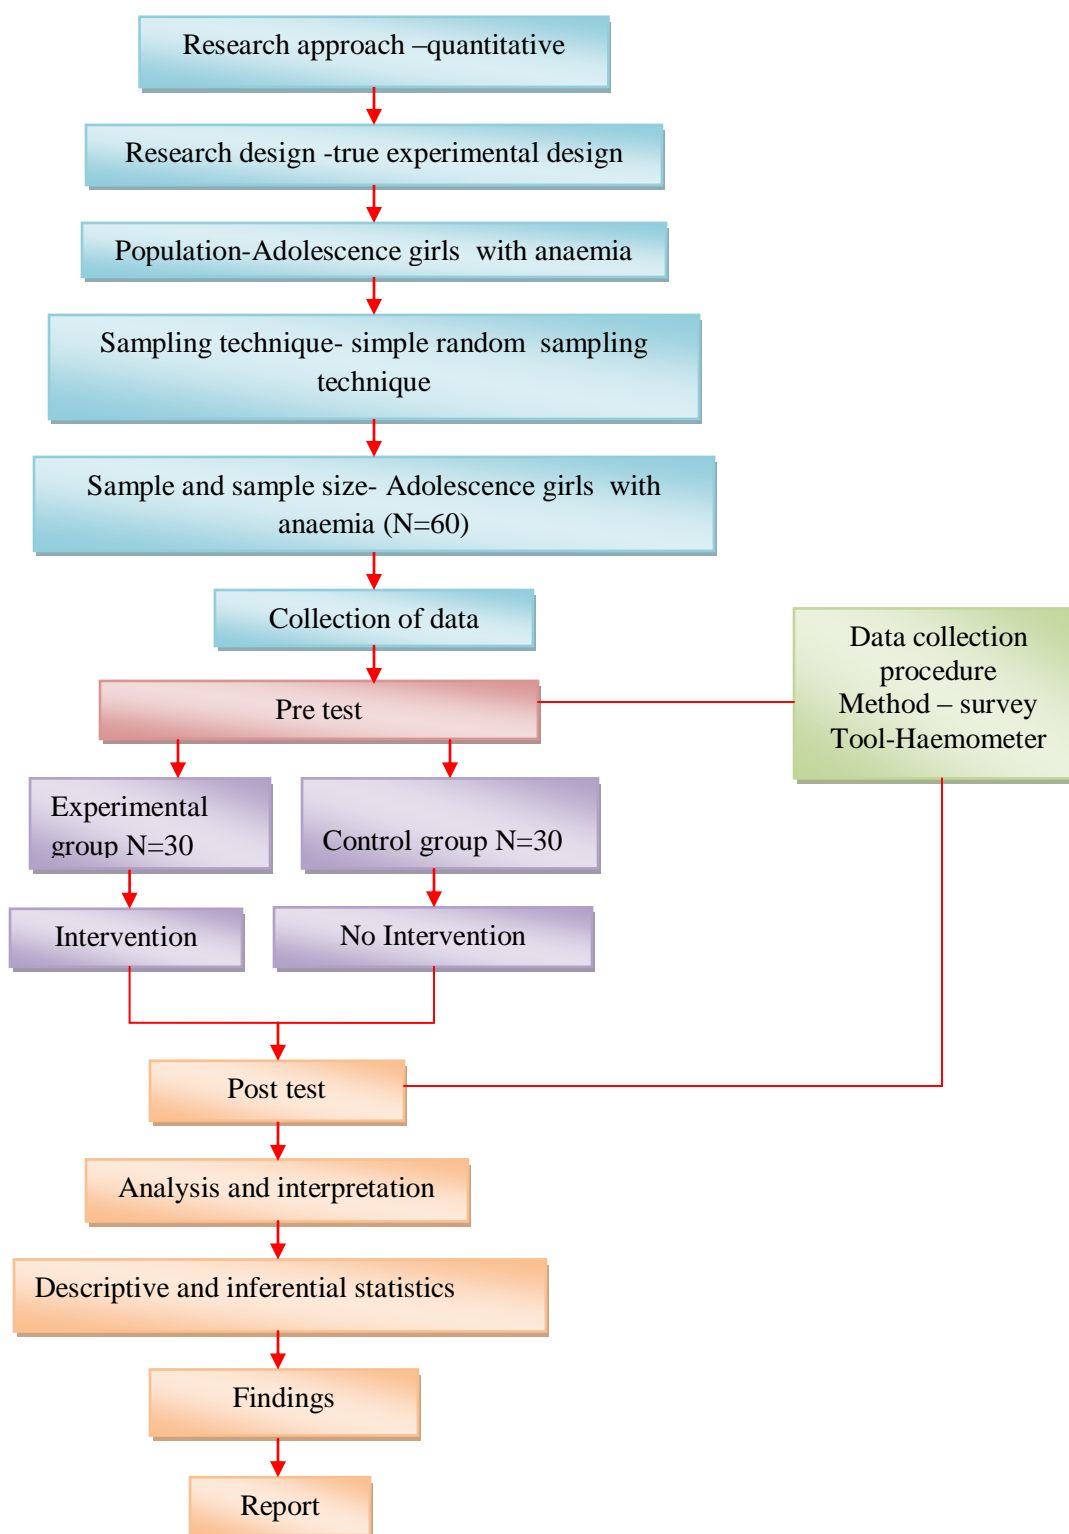 Research approach –quantitative
Research design -true experimental design
Population-Adolescence girls with anaemia
Sampling technique- simple random sampling
technique
Sample and sample size- Adolescence girls with
anaemia (N=60)
Collection of data
Data collection
procedure
Method – survey
Tool-Haemometer
Pre test
Experimental
group N=30
Control group N=30
Intervention
No Intervention
Post test
Analysis and interpretation
Descriptive and inferential statistics
Findings
Report